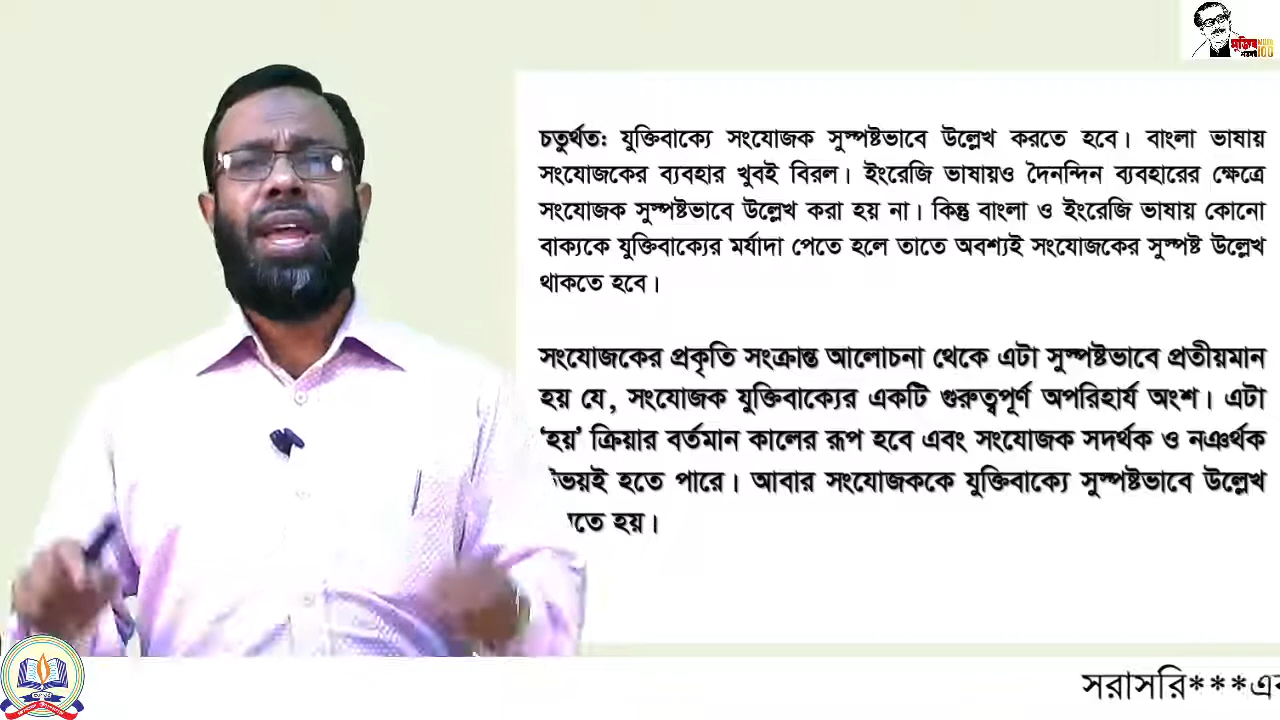 মুজিব
100
চতুর্থত: যুক্তিবাক্যে সংযোজক সুস্পষ্টভাবে উল্লেখ করতে হবে। বাংলা ভাষায়
সংযোজকের ব্যবহার খুবই বিরল। ইংরেজি ভাষায়ও দৈনন্দিন ব্যবহারের ক্ষেত্রে
সংযোজক সুস্পষ্টভাবে উল্লেখ করা হয় না। কিন্তু বাংলা ও ইংরেজি ভাষায় কোনো
বাক্যকে যুক্তিবাক্যের মর্যাদা পেতে হলে তাতে অবশ্যই সংযোজকের সুস্পষ্ট উল্লেখ
থাকতে হবে।
সংযোজকের প্রকৃতি সংক্রান্ত আলোচনা থেকে এটা সুস্পষ্টভাবে প্রতীয়মান
হয় যে, সংযোজক যুক্তিবাক্যের একটি গুরুত্বপূর্ণ অপরিহার্য অংশ। এটা
'হয়' ক্রিয়ার বর্তমান কালের রূপ হবে এবং সংযোজক সদর্থক ও নঞর্থক
ভয়ই হতে পারে। আবার সংযোজককে যুক্তিবাক্যে সুস্পষ্টভাবে উল্লেখ
তে হয়।
সরাসরি***এক